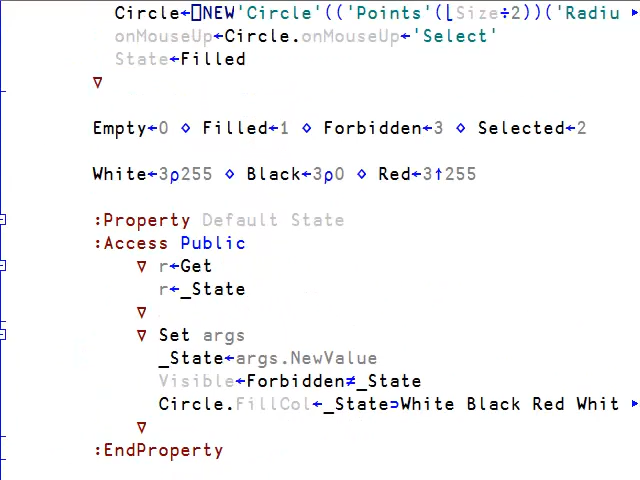 Circle←⎕NEW'Circle'(('Points'(⌊Size÷2))('Radiu
onMouseUp←Circle.onMouseUp←'Select'
State←Filled
∇
Empty←0 ⋄ Filled←1 ⋄ Forbidden←3 ⋄ Selected←2
White←3⍴255 ⋄ Black←3⍴0 ⋄ Red←3↑255
:Property Default State
:Access Public
∇ r←Get
r←_State
∇
∇ Set args
_State←args.NewValue
Visible←Forbidden≠_State
Circle.FillCol←_State⊃White Black Red Whit
∇
:EndProperty